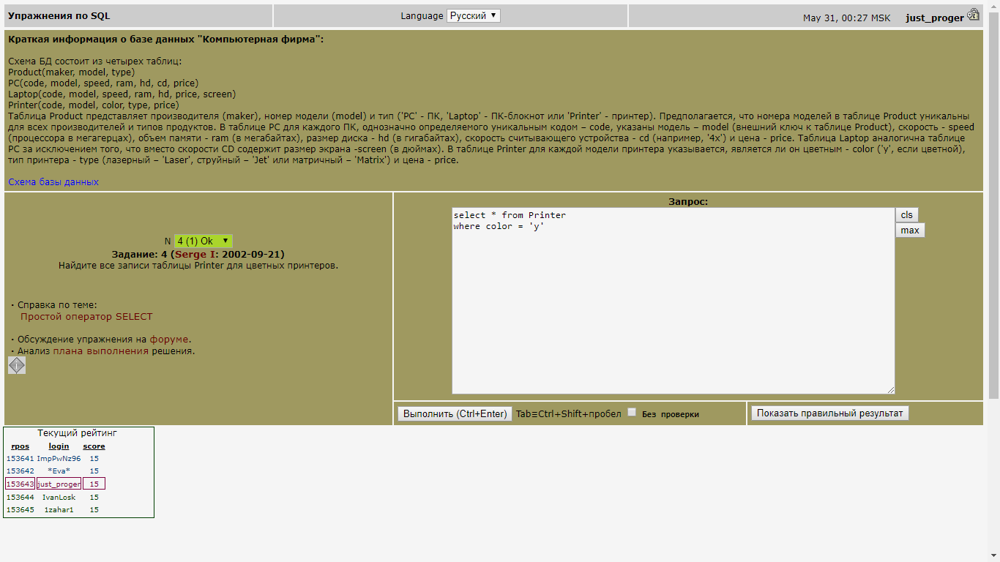 Упражнения по SQL
Language Русский
May 31, 00:27 MSK just_proger
Краткая информация о базе данных "Компьютерная фирма":
Схема БД состоит из четырех таблиц:
Product(maker, model, type)
PC(code, model, speed, ram, hd, cd, price)
Laptop(code, model, speed, ram, hd, price, screen)
Printer(code, model, color, type, price)
Таблица Product представляет производителя (maker), номер модели (model) и тип ('PC' - ПК, 'Laptop' - ПК-блокнот или 'Printer' - принтер). Предполагается, что номера моделей в таблице Product уникальны
для всех производителей и типов продуктов. В таблице PC для каждого ПК, однозначно определяемого уникальным кодом – code, указаны модель – model (внешний ключ к таблице Product), скорость - speed
(процессора в мегагерцах), объем памяти - ram (в мегабайтах), размер диска - hd (в гигабайтах), скорость считывающего устройства - cd (например, '4x') и цена - price. Таблица Laptop аналогична таблице
РС за исключением того, что вместо скорости CD содержит размер экрана -screen (в дюймах). В таблице Printer для каждой модели принтера указывается, является ли он цветным - color ('y', если цветной),
тип принтера - type (лазерный – 'Laser', струйный – 'Jet' или матричный – 'Matrix') и цена - price.
Схема базы данных
N 4 (1) Ok
Задание: 4 (Serge I: 2002-09-21)
Найдите все записи таблицы Printer для цветных принтеров.
· Справка по теме:
Простой оператор SELECT
· Обсуждение упражнения на форуме.
· Анализ плана выполнения решения.
Запрос:
select * from Printer
where color = 'y'
cls
max
Выполнить (Ctrl+Enter) Tab≡Ctrl+Shift+пробел Без проверки
Показать правильный результат
Текущий рейтинг
rpos login score
153641 ImpPwNz96 15
153642 *Eva* 15
153643 just_proger 15
153644 IvanLosk 15
153645 1zahar1 15